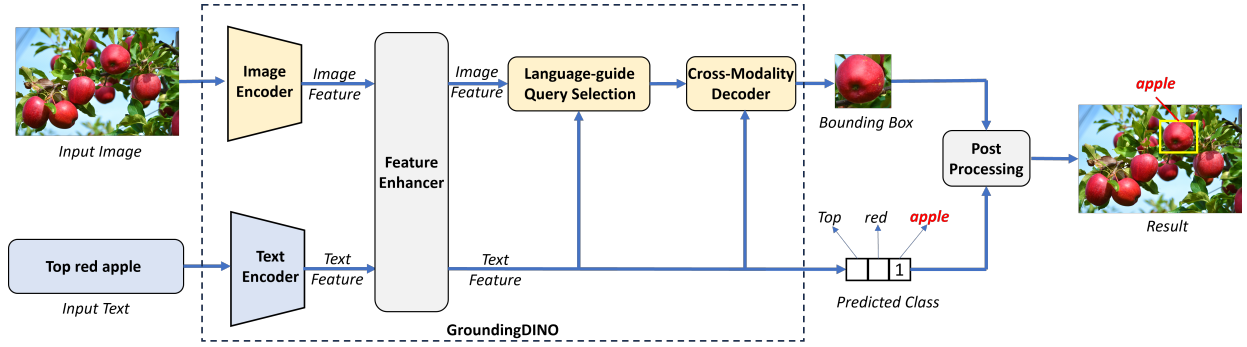 Input Image
Top red apple
Input Text
Image
Encoder
Text
Encoder
Image
Feature
Text
Feature
Feature
Enhancer
Image
Feature
Text
Feature
Language-guide
Query Selection
Cross-Modality
Decoder
GroundingDINO
Bounding Box
Top
red
apple
1
Predicted Class
Post
Processing
apple
Result